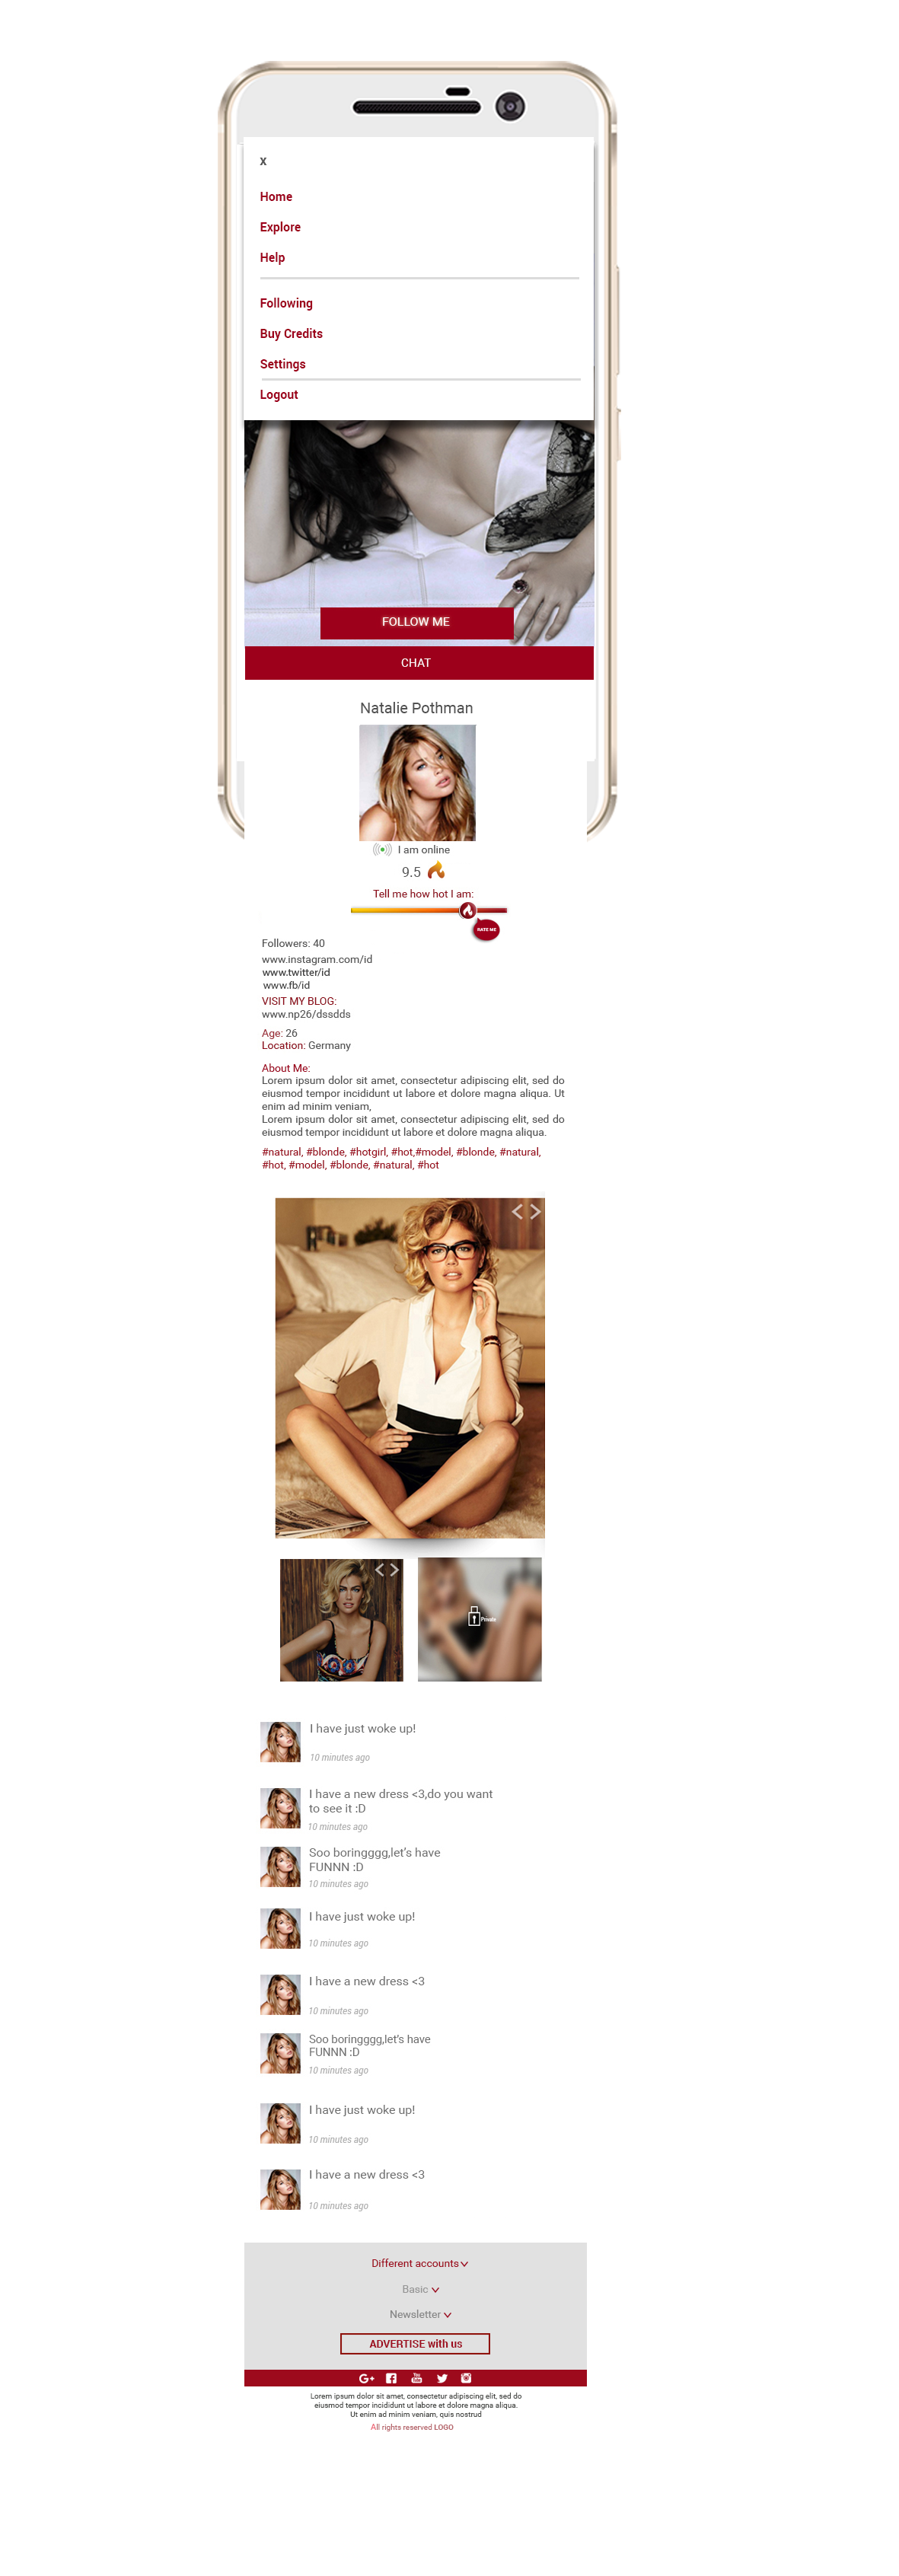 x
Home
Explore
Help
Following
Buy Credits
Settings
Logout
FOLLOW ME
CHAT
Natalie Pothman
I am online
9.5
Tell me how hot I am:
RATE ME
Followers: 40
www.instagram.com/id
www.twitter/id
www.fb/id
VISIT MY BLOG:
www.np26/dssdds
Age: 26
Location: Germany
About Me:
Lorem ipsum dolor sit amet, consectetur adipiscing elit, sed do
eiusmod tempor incididunt ut labore et dolore magna aliqua. Ut
enim ad minim veniam,
Lorem ipsum dolor sit amet, consectetur adipiscing elit, sed do
eiusmod tempor incididunt ut labore et dolore magna aliqua.
#natural, #blonde, #hotgirl, #hot,#model, #blonde, #natural,
#hot, #model, #blonde, #natural, #hot
Private
I have just woke up!
10 minutes ago
I have a new dress <3,do you want
to see it :D
10 minutes ago
Soo boringggg,let's have
FUNNN :D
10 minutes ago
I have just woke up!
10 minutes ago
I have a new dress <3
10 minutes ago
Soo boringggg,let's have
FUNNN :D
10 minutes ago
I have just woke up!
10 minutes ago
I have a new dress <3
10 minutes ago
Different accounts
Basic
Newsletter
ADVERTISE with us
G+ f You Tube
Lorem ipsum dolor sit amet, consectetur adipiscing elit, sed do
eiusmod tempor incididunt ut labore et dolore magna aliqua.
Ut enim ad minim veniam, quis nostrud
All rights reserved LOGO